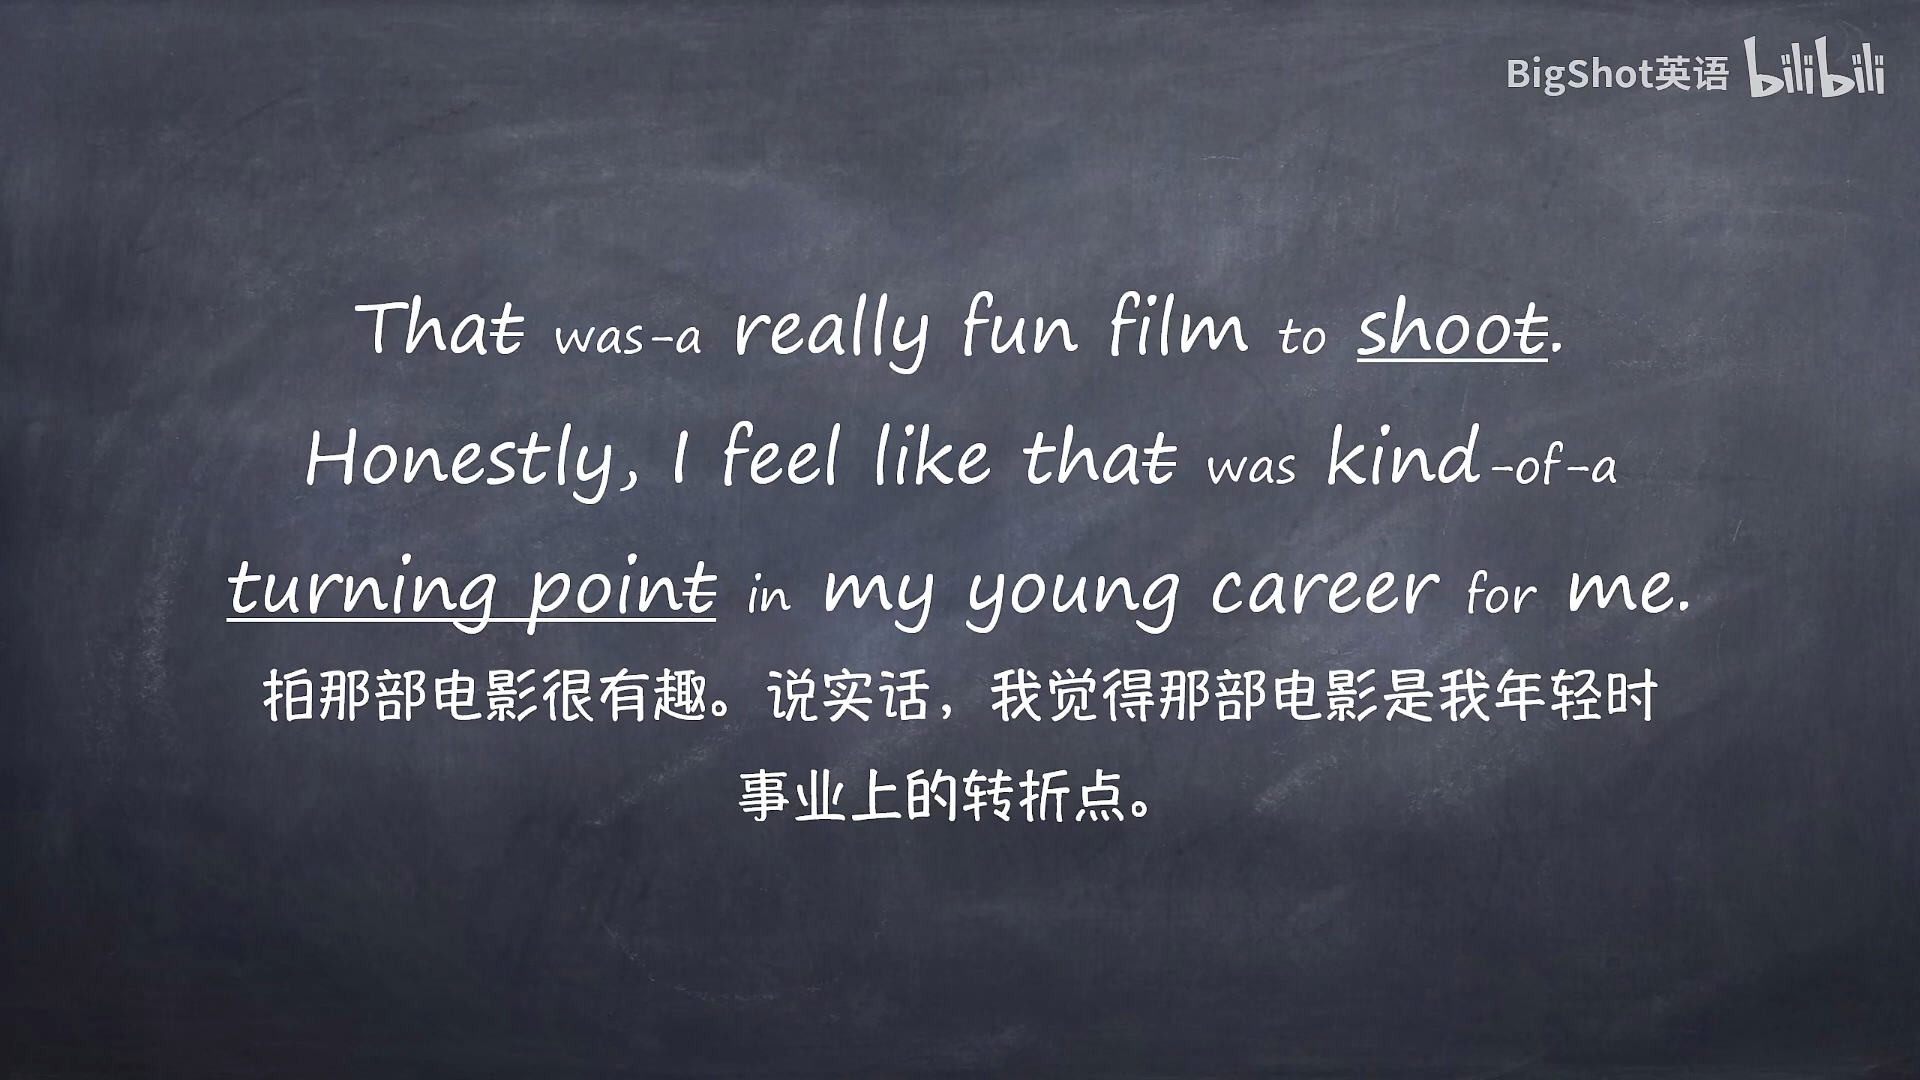 BigShot英语 bilibili
That was-a really fun film to shoot.
Honestly, I feel like that was kind-of-a
turning point in my young career for me.
拍那部电影很有趣。说实话，我觉得那部电影是我年轻时
事业上的转折点。